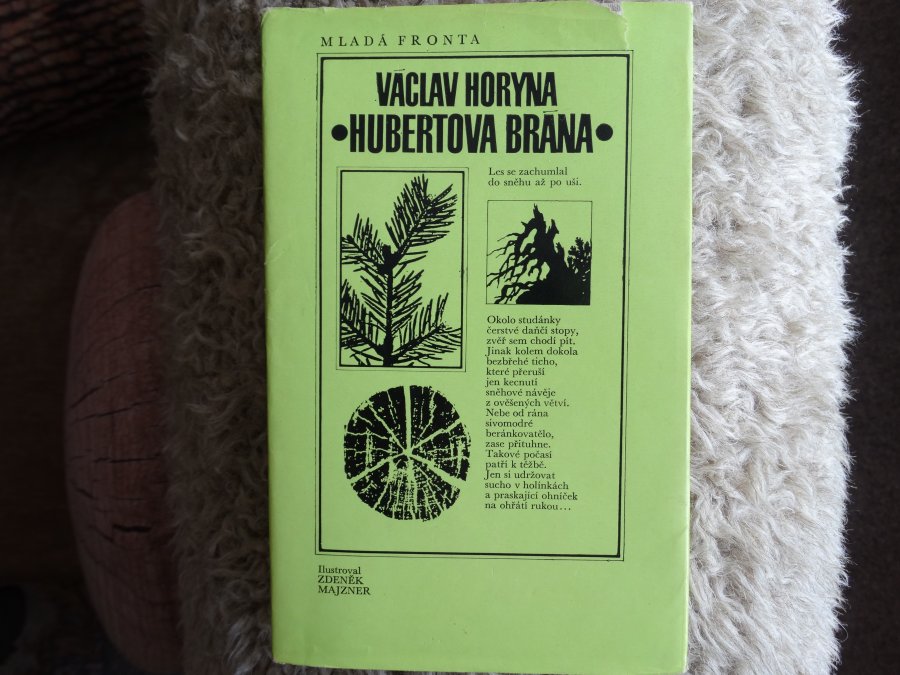 MLADÁ FRONTA
VÁCLAV HORYNA
•HUBERTOVA BRÁNA•
Les se zachumlal
do sněhu až po uši.
Okolo studánky
čerstvé daňčí stopy,
zvěř sem chodí pít.
Jinak kolem dokola
bezbřehé ticho,
které přeruší
jen kecnutí
sněhové návěje
z ověšených větví.
Nebe od rána
sivomodré
beránkovatělo,
zase přituhne.
Takové počasí
patří k těžbě.
Jen si udržovat
sucho v holinkách
a praskající ohníček
na ohřátí rukou...
Ilustroval
ZDENĚK
MAJZNER